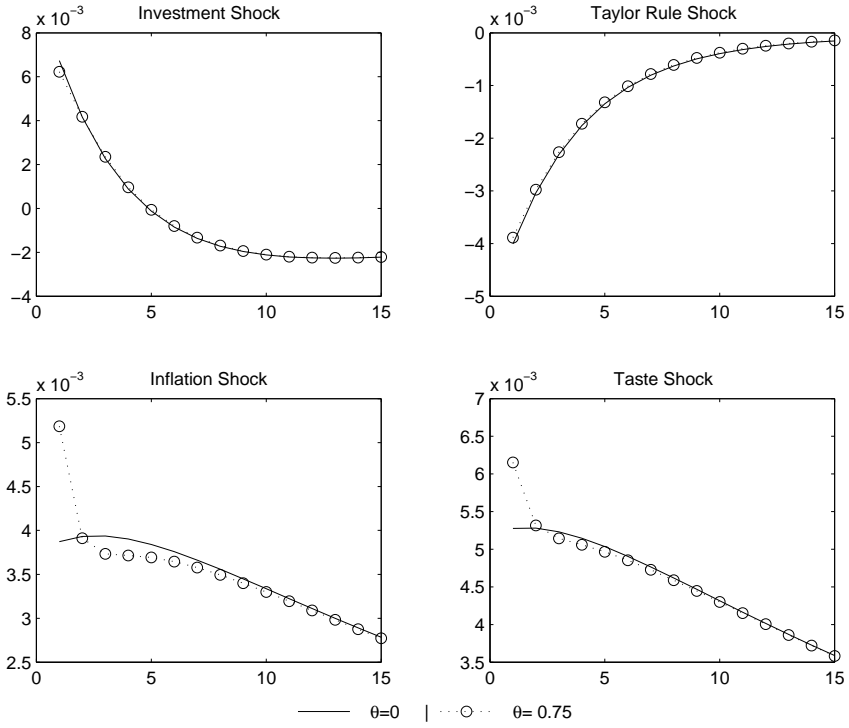 Investment Shock
x 10⁻³
8
6
4
2
0
−2
−4
0 5 10 15
Taylor Rule Shock
x 10⁻³
0
−1
−2
−3
−4
−5
0 5 10 15
Inflation Shock
x 10⁻³
5.5
5
4.5
4
3.5
3
2.5
0 5 10 15
Taste Shock
x 10⁻³
7
6.5
6
5.5
5
4.5
4
3.5
0 5 10 15
θ=0 | θ= 0.75